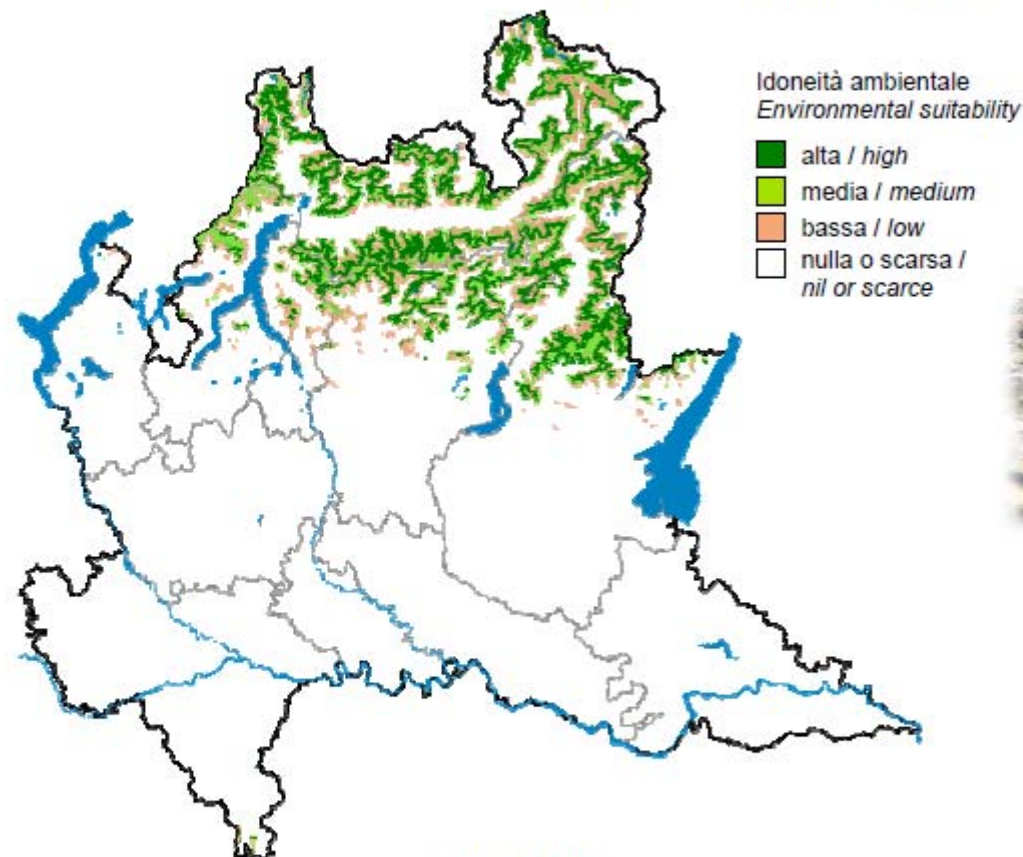 Idoneità ambientale
Environmental suitability
alta / high
media / medium
bassa / low
nulla o scarsa /
nil or scarce